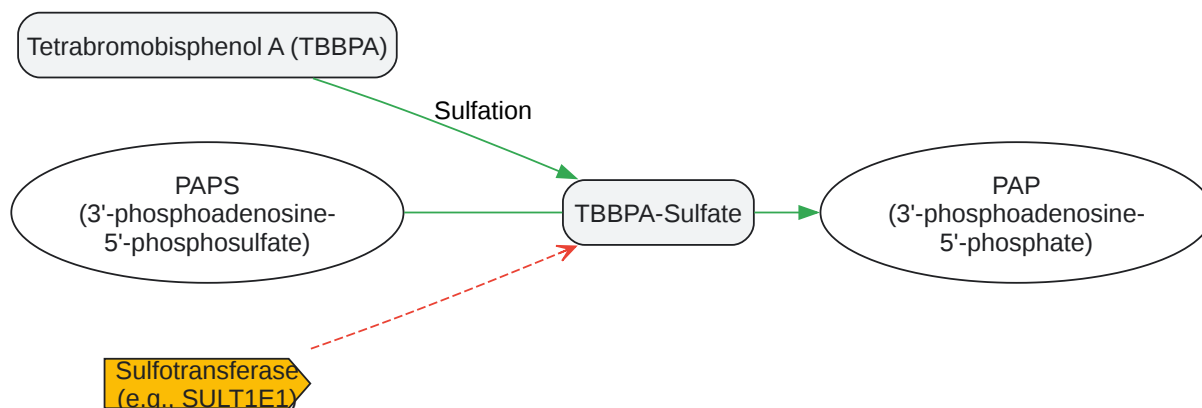 Tetrabromobisphenol A (TBBPA)
Sulfation
PAPS
(3'-phosphoadenosine-
5'-phosphosulfate)
TBBPA-Sulfate
PAP
(3'-phosphoadenosine-
5'-phosphate)
Sulfotransferase
(e.g., SULT1E1)